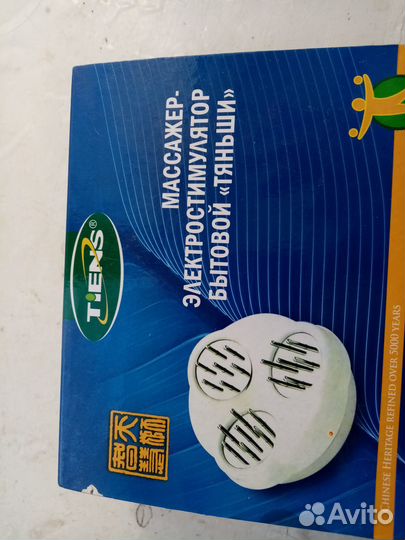 TIENS®
МАССАЖЕР-
ЭЛЕКТРОСТИМУЛЯТОР
БЫТОВОЙ «ТЯНЬШИ»
CHINESE HERITAGE REFINED OVER 5000 YEARS
Avito